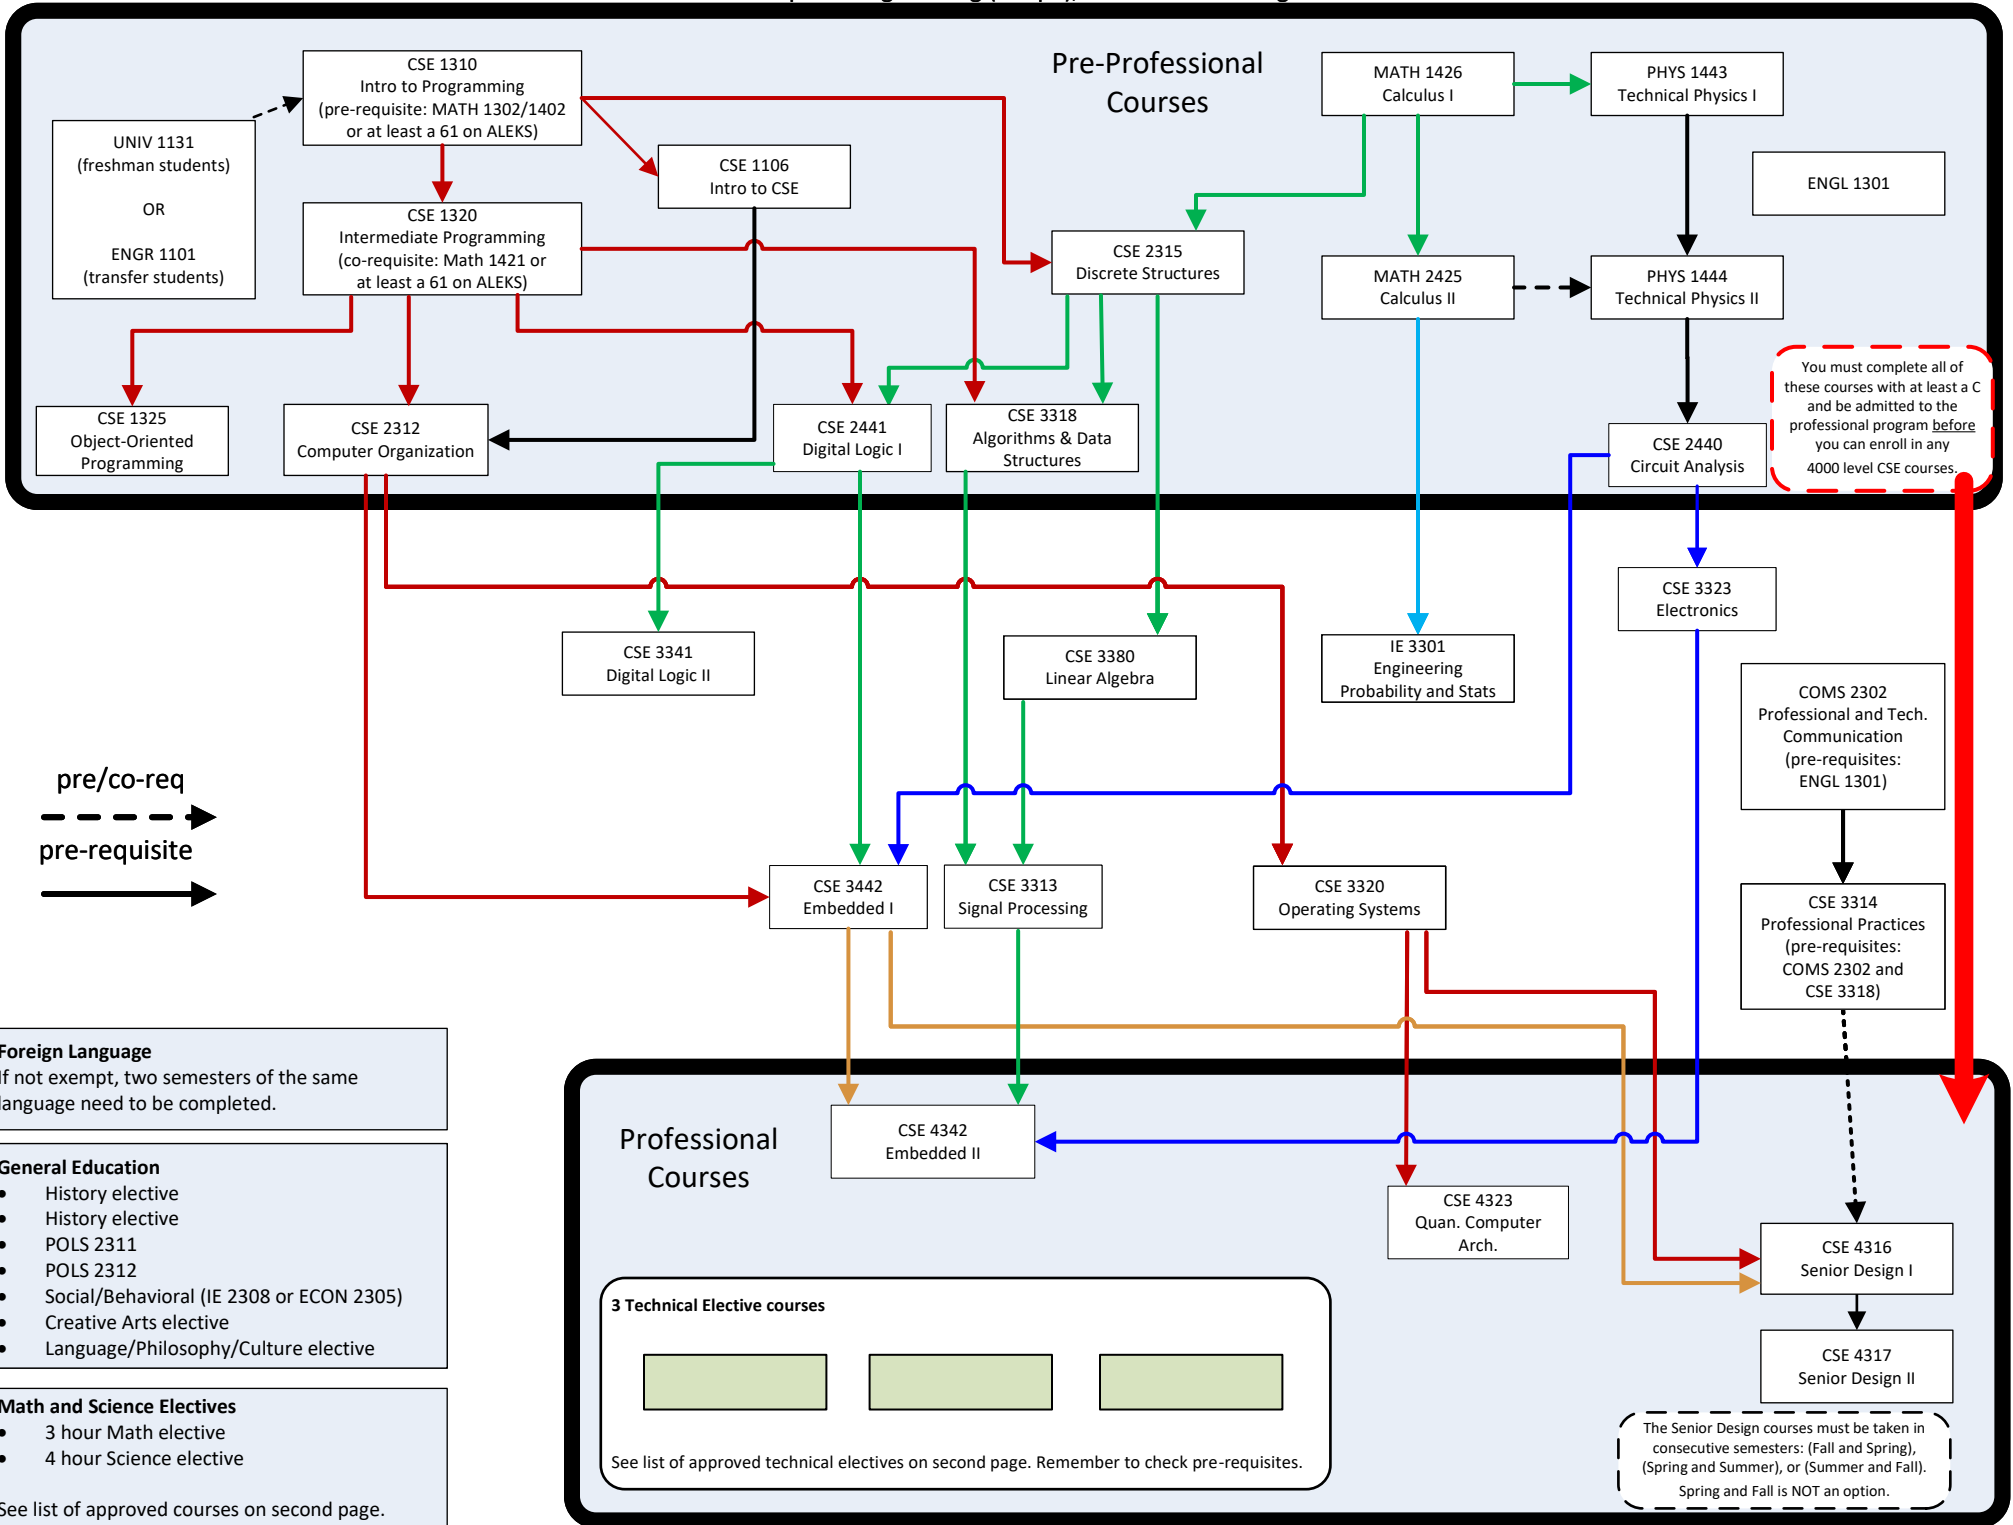 Pre-Professional
Courses
CSE 1310
Intro to Programming
(pre-requisite: MATH 1302/1402
or at least a 61 on ALEKS)
MATH 1426
Calculus I
PHYS 1443
Technical Physics I
UNIV 1131
(freshman students)
OR
ENGR 1101
(transfer students)
CSE 1106
Intro to CSE
ENGL 1301
CSE 1320
Intermediate Programming
(co-requisite: Math 1421 or
at least a 61 on ALEKS)
CSE 2315
Discrete Structures
MATH 2425
Calculus II
PHYS 1444
Technical Physics II
You must complete all of
these courses with at least a C
and be admitted to the
professional program before
you can enroll in any
4000 level CSE courses.
CSE 1325
Object-Oriented
Programming
CSE 2312
Computer Organization
CSE 2441
Digital Logic I
CSE 3318
Algorithms & Data
Structures
CSE 2440
Circuit Analysis
CSE 3323
Electronics
CSE 3341
Digital Logic II
CSE 3380
Linear Algebra
IE 3301
Engineering
Probability and Stats
COMS 2302
Professional and Tech.
Communication
(pre-requisites:
ENGL 1301)
pre/co-req
pre-requisite
CSE 3442
Embedded I
CSE 3313
Signal Processing
CSE 3320
Operating Systems
CSE 3314
Professional Practices
(pre-requisites:
COMS 2302 and
CSE 3318)
Foreign Language
If not exempt, two semesters of the same
language need to be completed.
General Education
• History elective
• History elective
• POLS 2311
• POLS 2312
• Social/Behavioral (IE 2308 or ECON 2305)
• Creative Arts elective
• Language/Philosophy/Culture elective
Math and Science Electives
• 3 hour Math elective
• 4 hour Science elective
See list of approved courses on second page.
Professional
Courses
CSE 4342
Embedded II
CSE 4323
Quan. Computer
Arch.
CSE 4316
Senior Design I
CSE 4317
Senior Design II
3 Technical Elective courses
See list of approved technical electives on second page. Remember to check pre-requisites.
The Senior Design courses must be taken in
consecutive semesters: (Fall and Spring),
(Spring and Summer), or (Summer and Fall).
Spring and Fall is NOT an option.